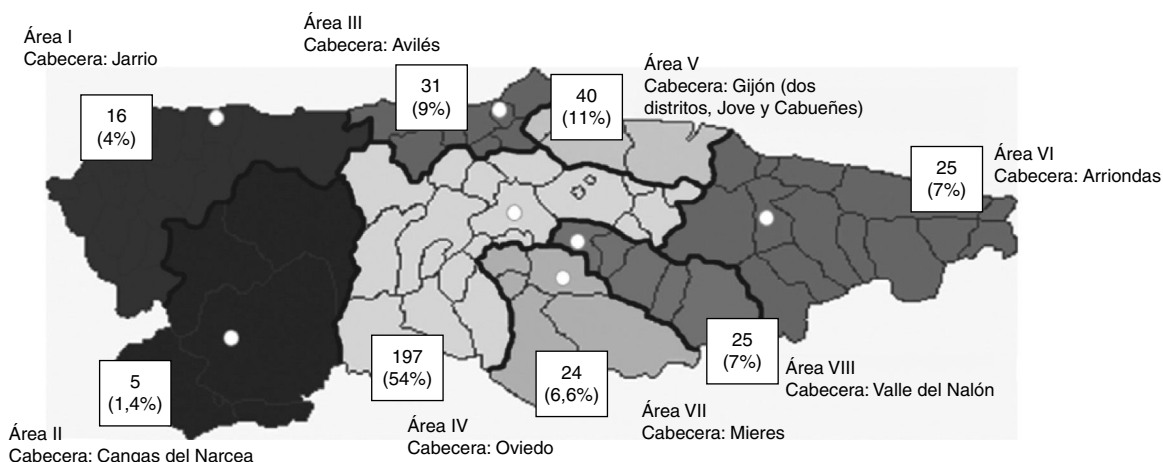 Área I
Cabecera: Jarrio
16
(4%)
Área III
Cabecera: Avilés
31
(9%)
40
(11%)
Área V
Cabecera: Gijón (dos
distritos, Jove y Cabueñes)
25
(7%)
Área VI
Cabecera: Arriondas
5
(1,4%)
Área II
Cabecera: Cangas del Narcea
197
(54%)
Área IV
Cabecera: Oviedo
24
(6,6%)
Área VII
Cabecera: Mieres
25
(7%)
Área VIII
Cabecera: Valle del Nalón